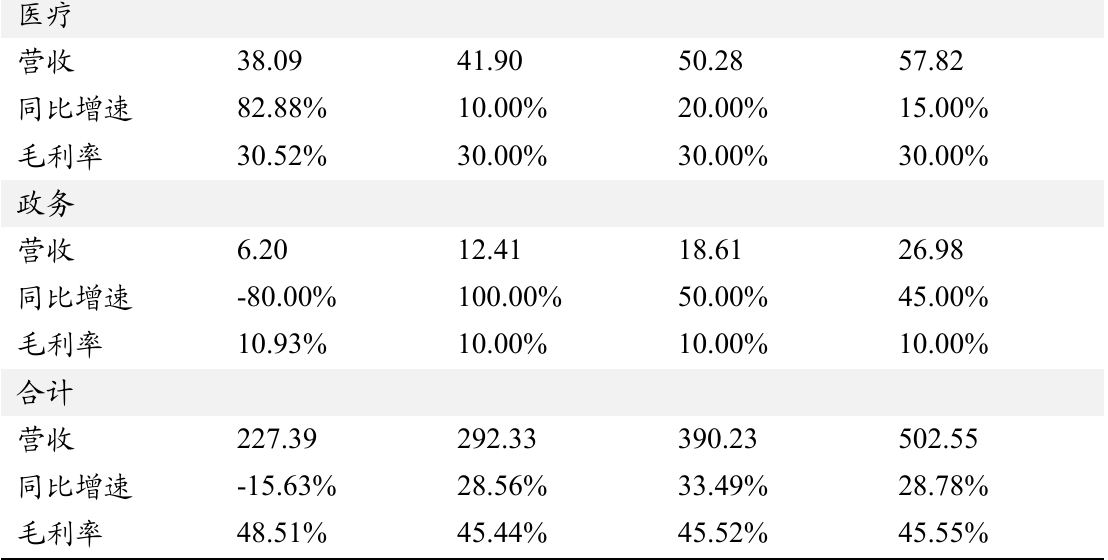 医疗
营收 38.09 41.90 50.28 57.82
同比增速 82.88% 10.00% 20.00% 15.00%
毛利率 30.52% 30.00% 30.00% 30.00%
政务
营收 6.20 12.41 18.61 26.98
同比增速 -80.00% 100.00% 50.00% 45.00%
毛利率 10.93% 10.00% 10.00% 10.00%
合计
营收 227.39 292.33 390.23 502.55
同比增速 -15.63% 28.56% 33.49% 28.78%
毛利率 48.51% 45.44% 45.52% 45.55%